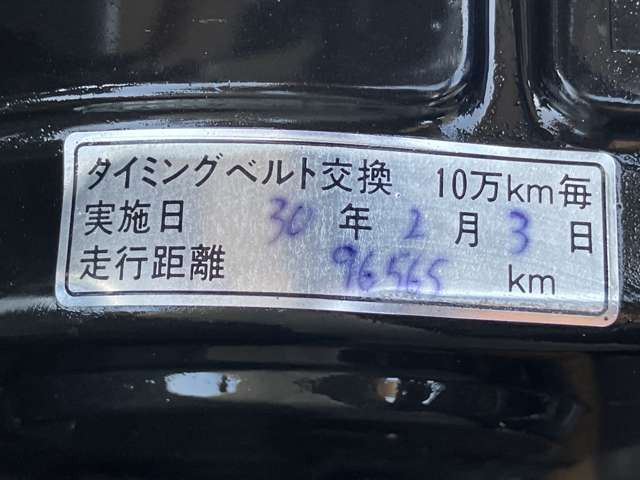 タイミングベルト交換 10万km毎
実施日 30 年 2 月 3 日
走行距離 96565 km